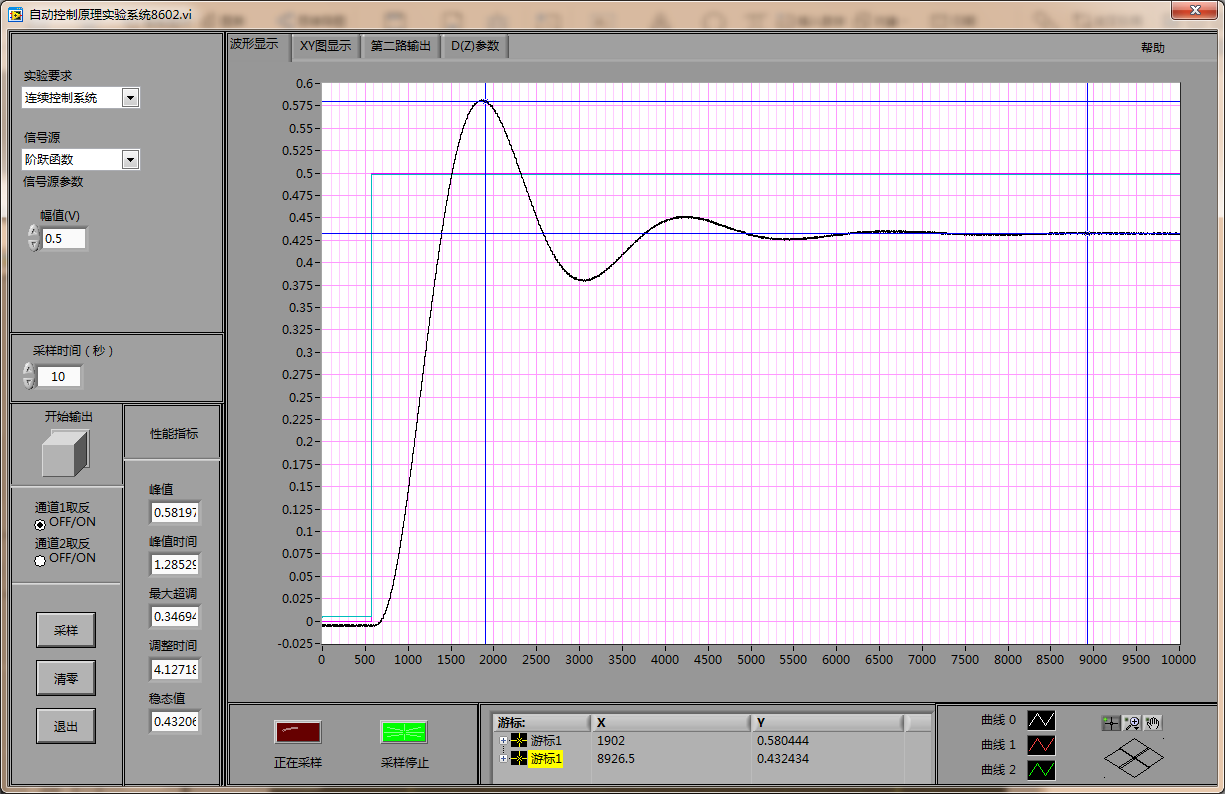 自动控制原理实验系统8602.vi
波形显示 XY图显示 第二路输出 D(Z)参数 帮助
实验要求
连续控制系统
信号源
阶跃函数
信号源参数
幅值(V)
0.5
采样时间（秒）
10
开始输出
性能指标
通道1取反
OFF/ON
通道2取反
OFF/ON
采样
清零
退出
峰值
0.58197
峰值时间
1.28529
最大超调
0.34694
调整时间
4.12718
稳态值
0.43206
0.6
0.575
0.55
0.525
0.5
0.475
0.45
0.425
0.4
0.375
0.35
0.325
0.3
0.275
0.25
0.225
0.2
0.175
0.15
0.125
0.1
0.075
0.05
0.025
0
-0.025
0 500 1000 1500 2000 2500 3000 3500 4000 4500 5000 5500 6000 6500 7000 7500 8000 8500 9000 9500 10000
正在采样 采样停止
游标: X Y
游标1 1902 0.580444
游标1 8926.5 0.432434
曲线 0
曲线 1
曲线 2